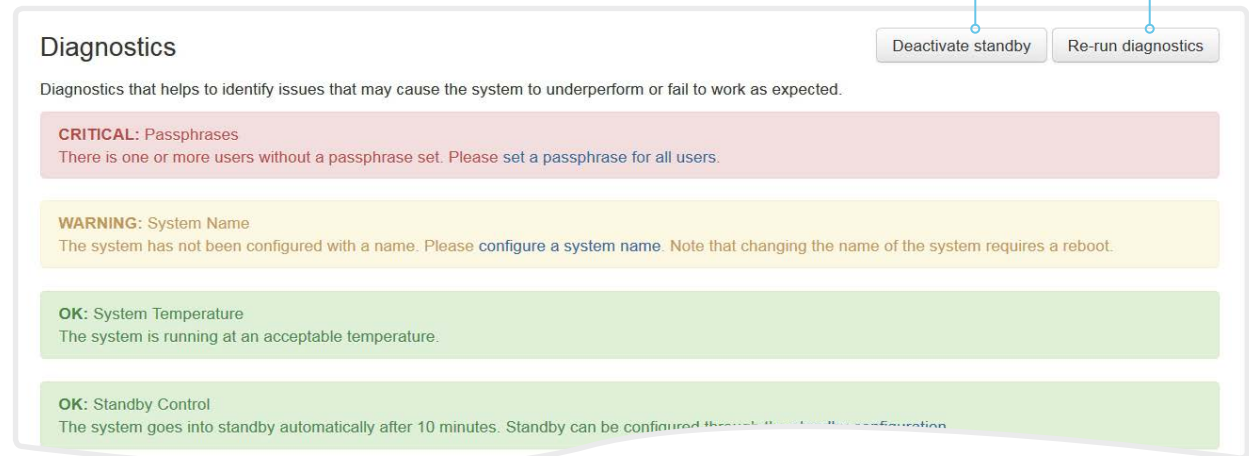 Diagnostics
Deactivate standby
Re-run diagnostics
Diagnostics that helps to identify issues that may cause the system to underperform or fail to work as expected.
CRITICAL: Passphrases
There is one or more users without a passphrase set. Please set a passphrase for all users.
WARNING: System Name
The system has not been configured with a name. Please configure a system name. Note that changing the name of the system requires a reboot.
OK: System Temperature
The system is running at an acceptable temperature.
OK: Standby Control
The system goes into standby automatically after 10 minutes. Standby can be configured through the standby configuration.